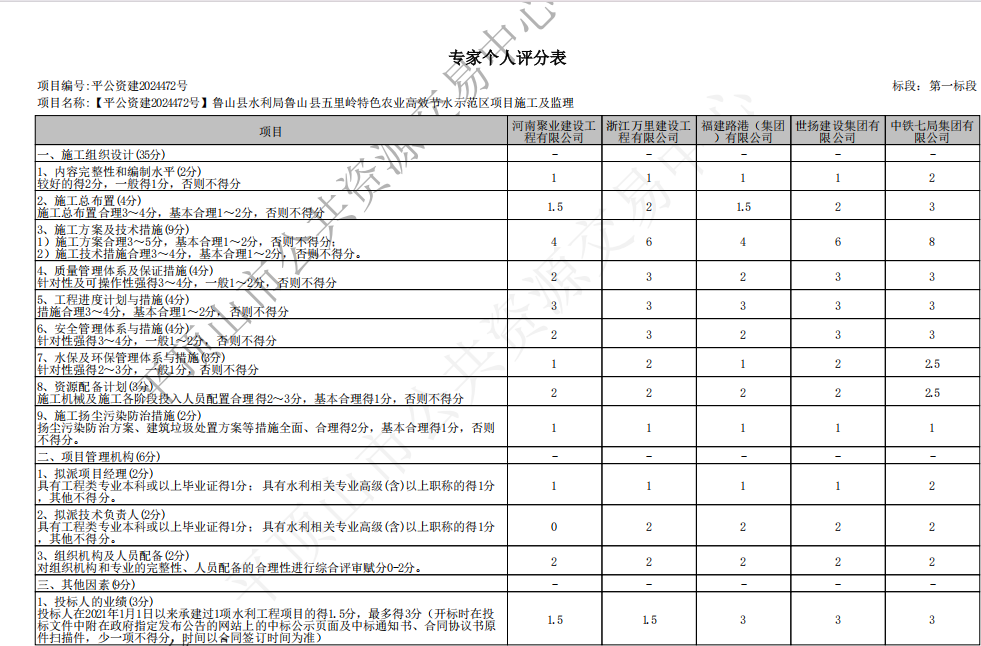 专家个人评分表
项目编号:平公资建2024472号 标段: 第一标段
项目名称:【平公资建2024472号】鲁山县水利局鲁山县五里岭特色农业高效节水示范区项目施工及监理
项目 河南聚业建设工程有限公司 浙江万里建设工程有限公司 福建路港（集团）有限公司 世扬建设集团有限公司 中铁七局集团有限公司
一、施工组织设计(35分) - - - - -
1、内容完整性和编制水平(2分)
较好的得2分，一般得1分，否则不得分 1 1 1 1 2
2、施工总布置(4分)
施工总布置合理3～4分，基本合理1～2分，否则不得分 1.5 2 1.5 2 3
3、施工方案及技术措施(9分)
1）施工方案合理3～5分，基本合理1～2分，否则不得分；
2）施工技术措施合理3～4分，基本合理1～2分，否则不得分。 4 6 4 6 8
4、质量管理体系及保证措施(4分)
针对性及可操作性强得3～4分，一般1～2分，否则不得分 2 3 2 3 3
5、工程进度计划与措施(4分)
措施合理3～4分，基本合理1～2分，否则不得分 3 3 3 3 3
6、安全管理体系与措施(4分)
针对性强得3～4分，一般1～2分，否则不得分 2 3 2 3 3
7、水保及环保管理体系与措施(3分)
针对性强得2～3分，一般1分，否则不得分 1 2 1 2 2.5
8、资源配备计划(3分)
施工机械及施工各阶段投入人员配置合理得2～3分，基本合理得1分，否则不得分 2 2 2 2 2.5
9、施工扬尘污染防治措施(2分)
扬尘污染防治方案、建筑垃圾处置方案等措施全面、合理得2分，基本合理得1分，否则
不得分。 1 1 1 1 1
二、项目管理机构(6分) - - - - -
1、拟派项目经理(2分)
具有工程类专业本科或以上毕业证得1分； 具有水利相关专业高级(含)以上职称的得1分
，其他不得分。 1 1 1 1 2
2、拟派技术负责人(2分)
具有工程类专业本科或以上毕业证得1分； 具有水利相关专业高级(含)以上职称的得1分
，其他不得分。 0 2 2 2 2
3、组织机构及人员配备(2分)
对组织机构和专业的完整性、人员配备的合理性进行综合评审赋分0-2分。 2 2 2 2 2
三、其他因素(9分) - - - - -
1、投标人的业绩(3分)
投标人在2021年1月1日以来承建过1项水利工程项目的得1.5分，最多得3分（开标时在投
标文件中附在政府指定发布公告的网站上的中标公示页面及中标通知书、合同协议书原
件扫描件，少一项不得分，时间以合同签订时间为准） 1.5 1.5 3 3 3
平顶山市公共资源交易中心
平顶山市公共资源交易中心